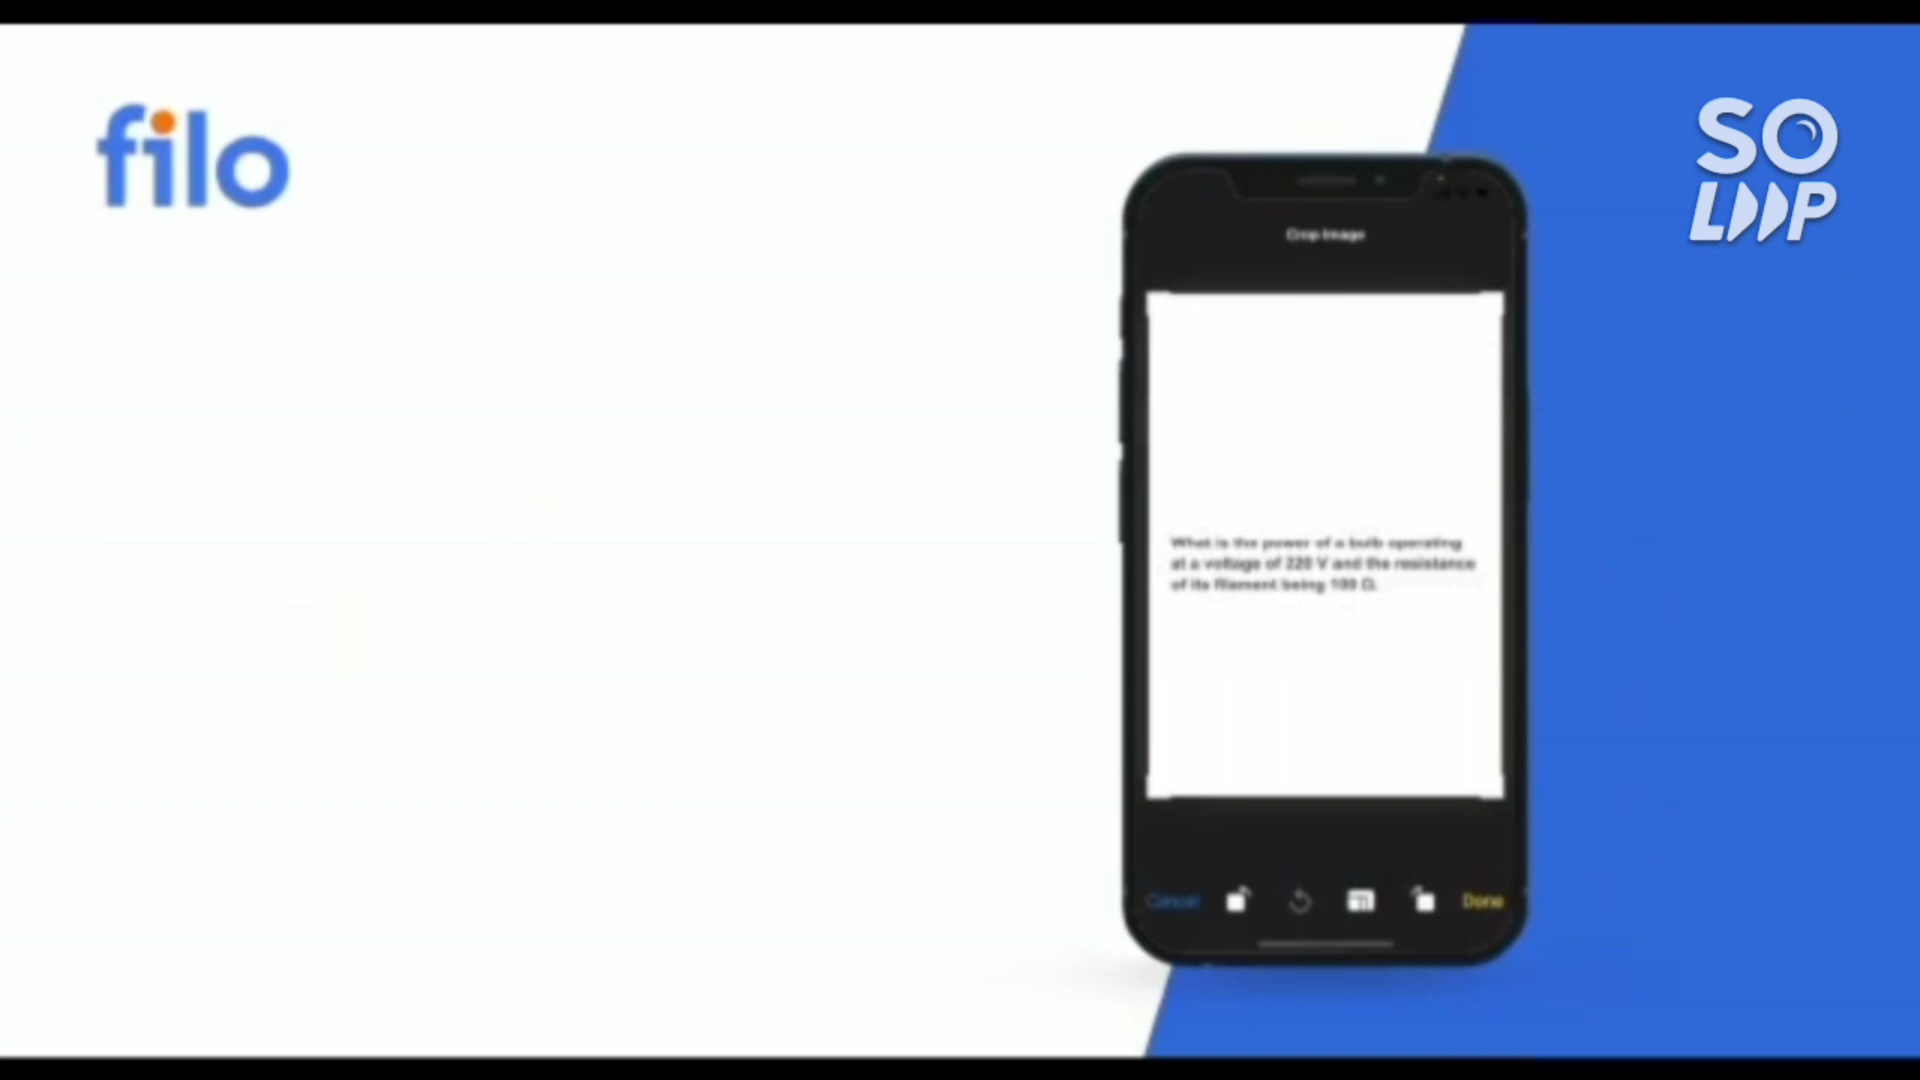 filo
SO
LOOP
Crop Image
What is the power of a bulb operating
at a voltage of 220 V and the resistance
of its filament being 100 Ω.
Cancel
Done